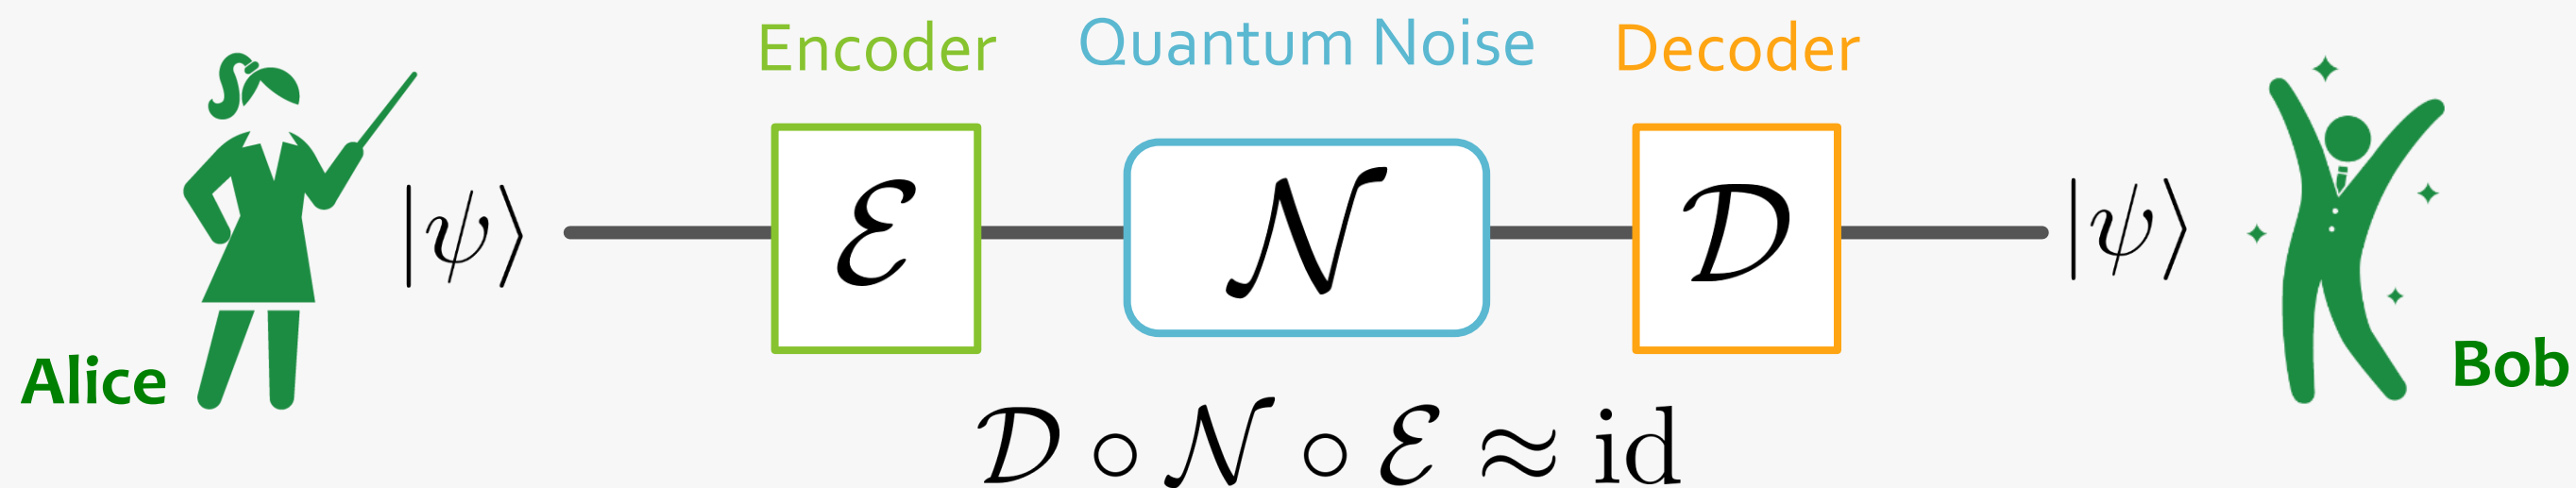 Encoder Quantum Noise Decoder
|ψ⟩ ℰ 𝒩 𝒟 |ψ⟩
Alice Bob
𝒟 ∘ 𝒩 ∘ ℰ ≈ id